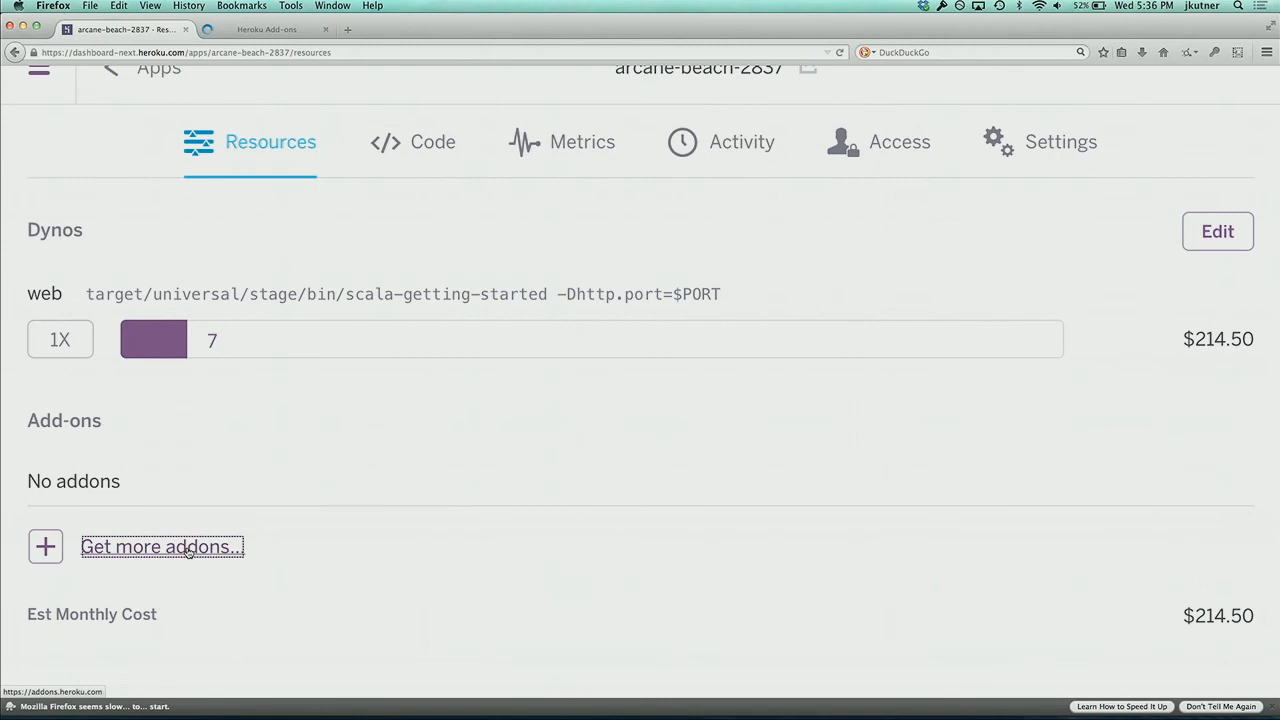 Firefox File Edit View History Bookmarks Tools Window Help 52% Wed 5:36 PM jkutner
arcane-beach-2837 - Res... Heroku Add-ons
https://dashboard-next.heroku.com/apps/arcane-beach-2837/resources DuckDuckGo
Apps arcane-beach-2837
Resources Code Metrics Activity Access Settings
Dynos Edit
web target/universal/stage/bin/scala-getting-started -Dhttp.port=$PORT
1X 7 $214.50
Add-ons
No addons
Get more addons...
Est Monthly Cost $214.50
https://addons.heroku.com
Mozilla Firefox seems slow... to... start. Learn How to Speed It Up Don't Tell Me Again